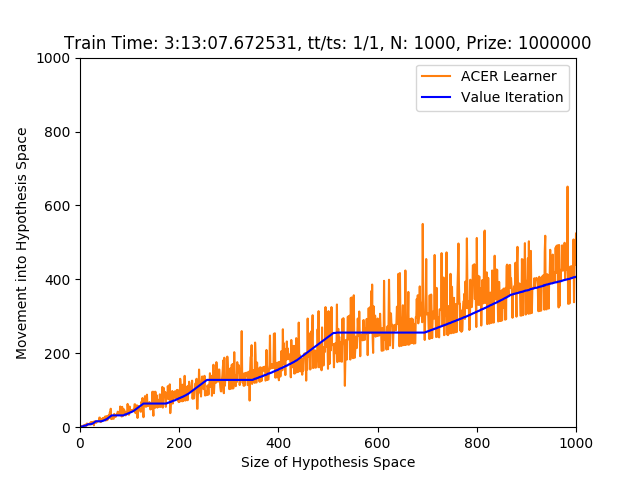 Train Time: 3:13:07.672531, tt/ts: 1/1, N: 1000, Prize: 1000000
ACER Learner
Value Iteration
Movement into Hypothesis Space
1000
800
600
400
200
0
0 200 400 600 800 1000
Size of Hypothesis Space